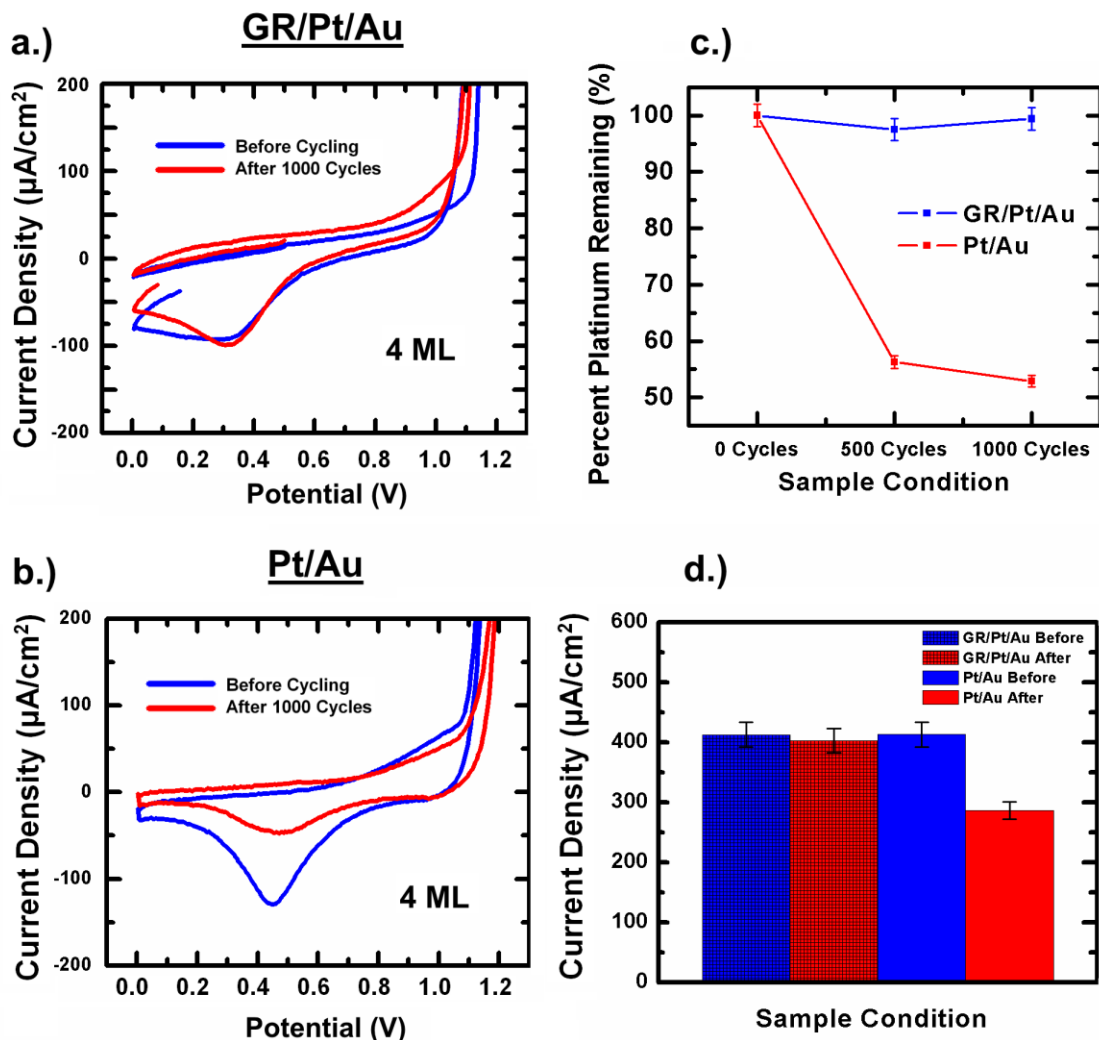 a.)
GR/Pt/Au
200
100
0
-100
-200
Current Density (µA/cm²)
Before Cycling
After 1000 Cycles
4 ML
0.0 0.2 0.4 0.6 0.8 1.0 1.2
Potential (V)
c.)
Percent Platinum Remaining (%)
100
90
80
70
60
50
GR/Pt/Au
Pt/Au
0 Cycles 500 Cycles 1000 Cycles
Sample Condition
b.)
Pt/Au
200
100
0
-100
-200
Current Density (µA/cm²)
Before Cycling
After 1000 Cycles
4 ML
0.0 0.2 0.4 0.6 0.8 1.0 1.2
Potential (V)
d.)
Current Density (µA/cm²)
600
500
400
300
200
100
0
GR/Pt/Au Before
GR/Pt/Au After
Pt/Au Before
Pt/Au After
Sample Condition